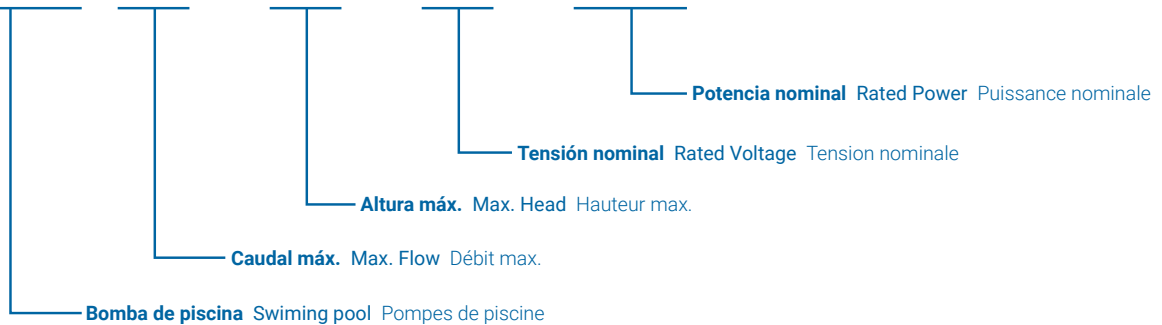 Potencia nominal Rated Power Puissance nominale
Tensión nominal Rated Voltage Tension nominale
Altura máx. Max. Head Hauteur max.
Caudal máx. Max. Flow Débit max.
Bomba de piscina Swiming pool Pompes de piscine